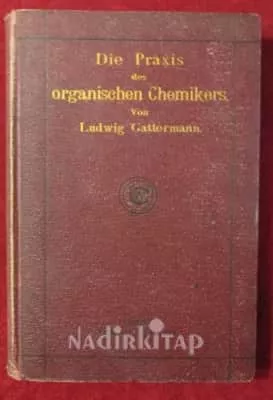 Die Praxis
des
organischen Chemikers.
Von
Ludwig Gattermann.
NADIRKITAP